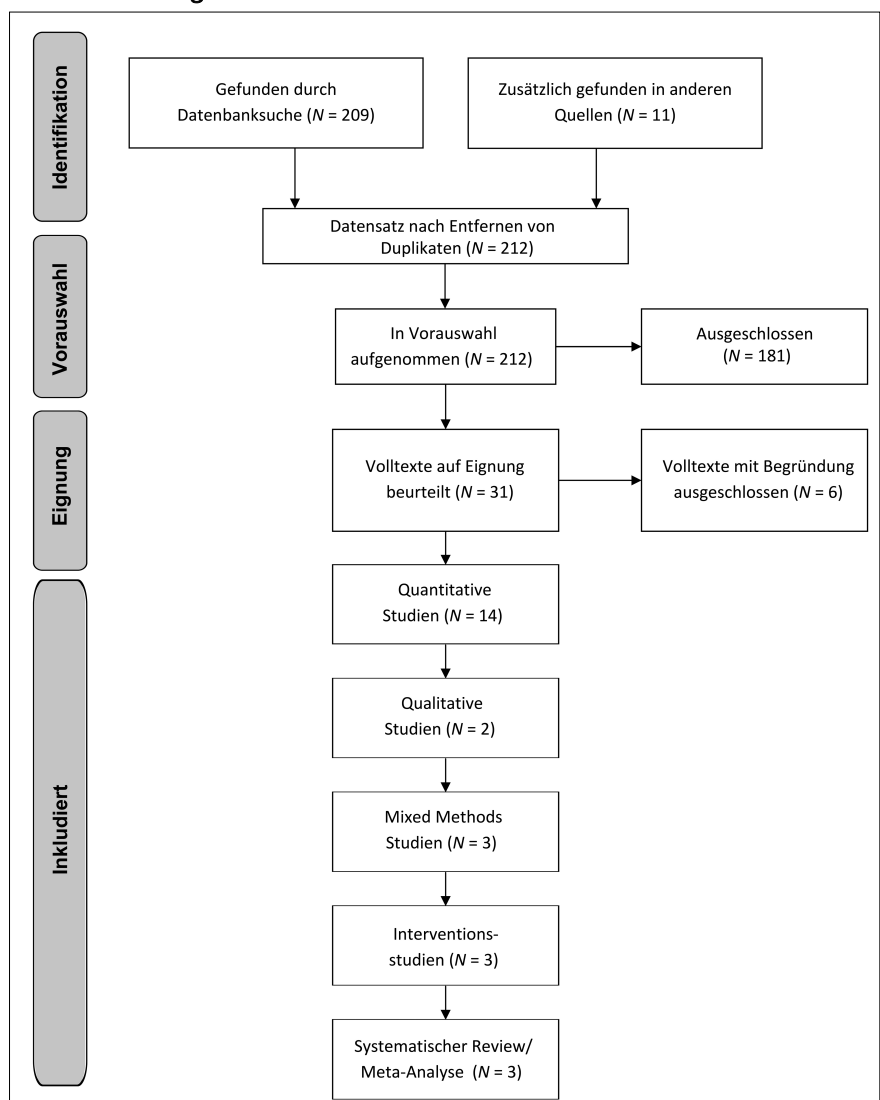 Identifikation
Gefunden durch
Datenbanksuche (N = 209)
Zusätzlich gefunden in anderen
Quellen (N = 11)
Datensatz nach Entfernen von
Duplikaten (N = 212)
Vorauswahl
In Vorauswahl
aufgenommen (N = 212)
Ausgeschlossen
(N = 181)
Eignung
Volltexte auf Eignung
beurteilt (N = 31)
Volltexte mit Begründung
ausgeschlossen (N = 6)
Inkludiert
Quantitative
Studien (N = 14)
Qualitative
Studien (N = 2)
Mixed Methods
Studien (N = 3)
Interventions-
studien (N = 3)
Systematischer Review/
Meta-Analyse (N = 3)